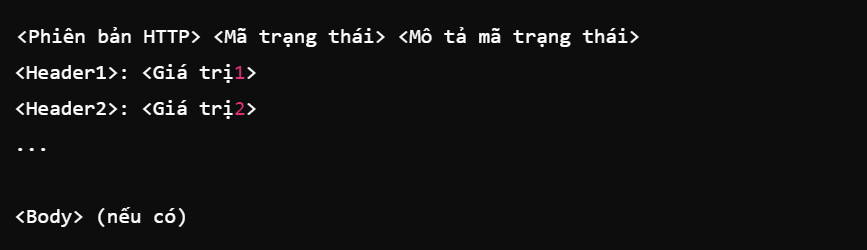 <Phiên bản HTTP> <Mã trạng thái> <Mô tả mã trạng thái>
<Header1>: <Giá trị1>
<Header2>: <Giá trị2>
...
<Body> (nếu có)